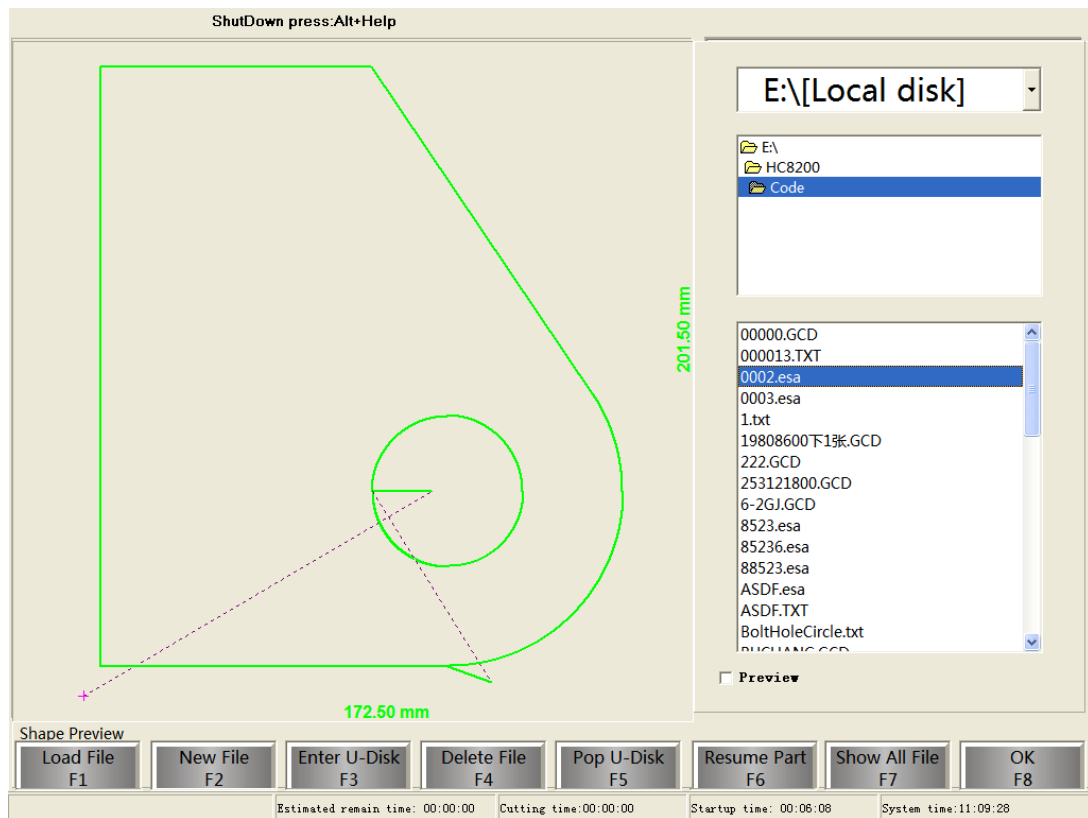 ShutDown press:Alt+Help
E:\[Local disk]
E:\
HC8200
Code
201.50 mm
00000.GCD
000013.TXT
0002.esa
0003.esa
1.txt
19808600下1张.GCD
222.GCD
253121800.GCD
6-2GJ.GCD
8523.esa
85236.esa
88523.esa
ASDF.esa
ASDF.TXT
BoltHoleCircle.txt
Preview
172.50 mm
Shape Preview
Load File F1
New File F2
Enter U-Disk F3
Delete File F4
Pop U-Disk F5
Resume Part F6
Show All File F7
OK F8
Estimated remain time: 00:00:00
Cutting time:00:00:00
Startup time: 00:06:08
System time:11:09:28